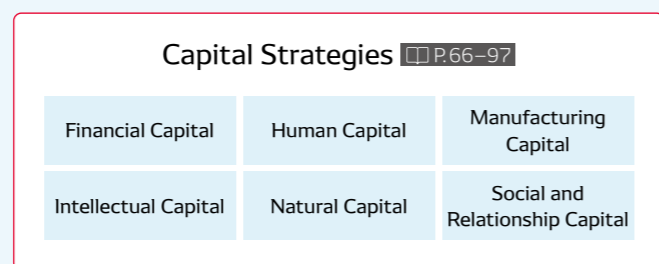 Capital Strategies P.66–97
Financial Capital
Human Capital
Manufacturing
Capital
Intellectual Capital
Natural Capital
Social and
Relationship Capital